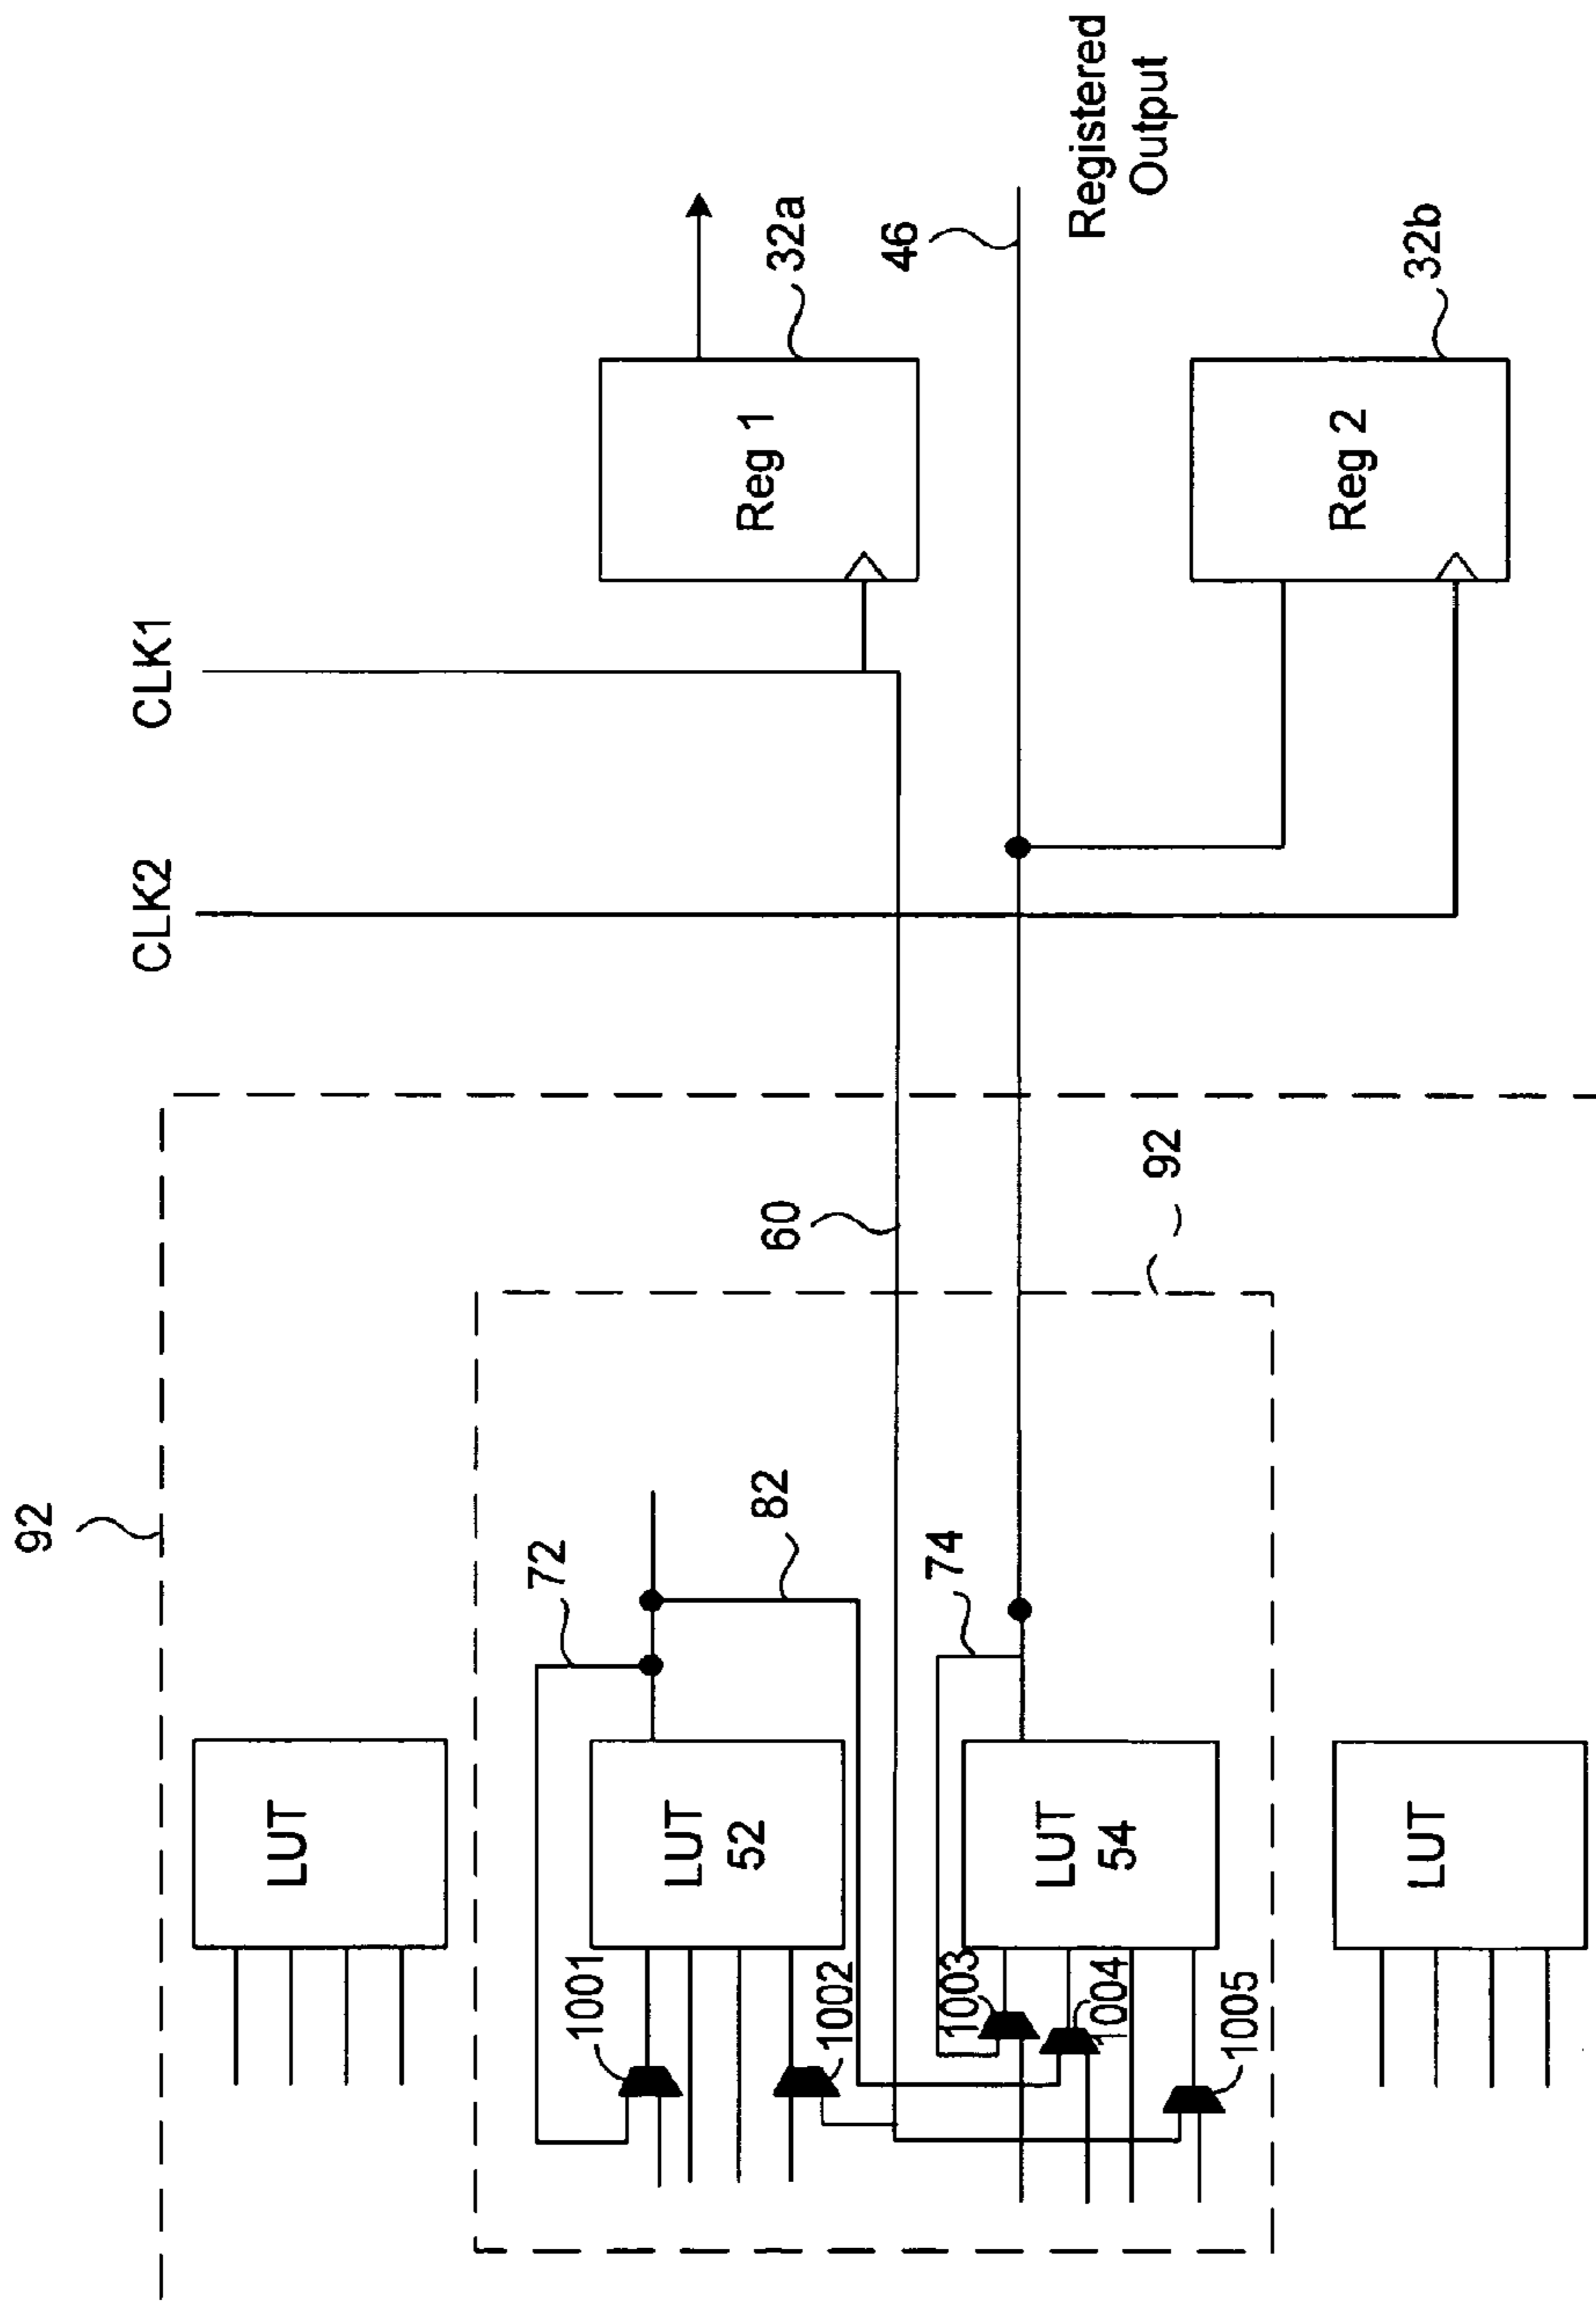 92
LUT
1001
72
LUT
52
1002
82
60
1003
74
LUT
54
1004
1005
92
LUT
CLK2
CLK1
Reg 1
32a
46
Registered
Output
Reg 2
32b